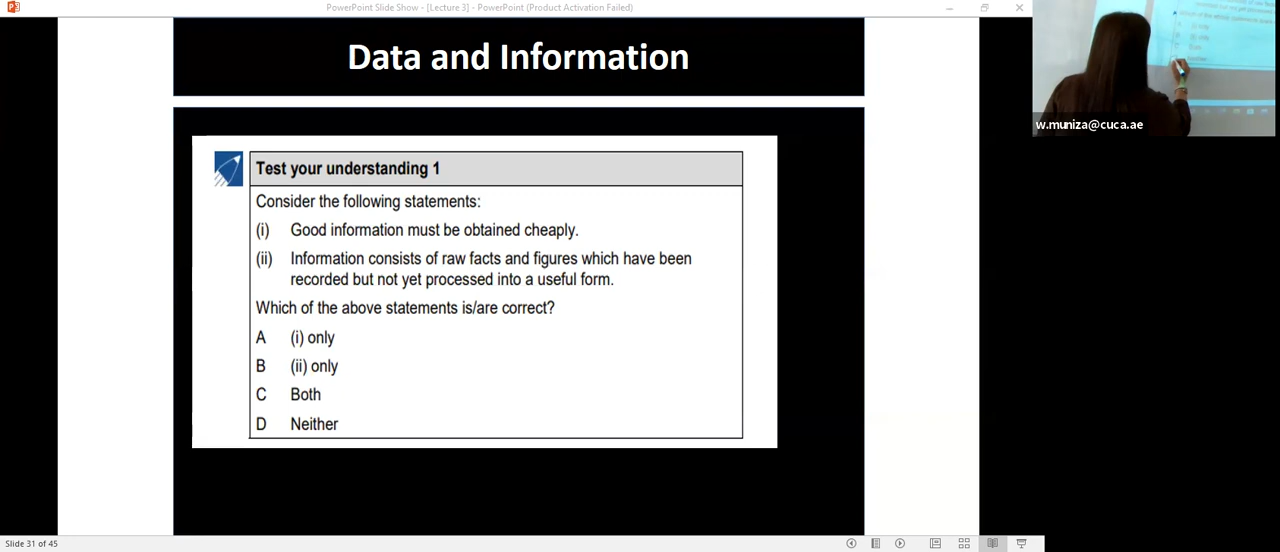 PowerPoint Slide Show - [Lecture 3] - PowerPoint (Product Activation Failed)
Data and Information
w.muniza@cuca.ae
Test your understanding 1
Consider the following statements:
(i) Good information must be obtained cheaply.
(ii) Information consists of raw facts and figures which have been
recorded but not yet processed into a useful form.
Which of the above statements is/are correct?
A (i) only
B (ii) only
C Both
D Neither
Slide 31 of 45